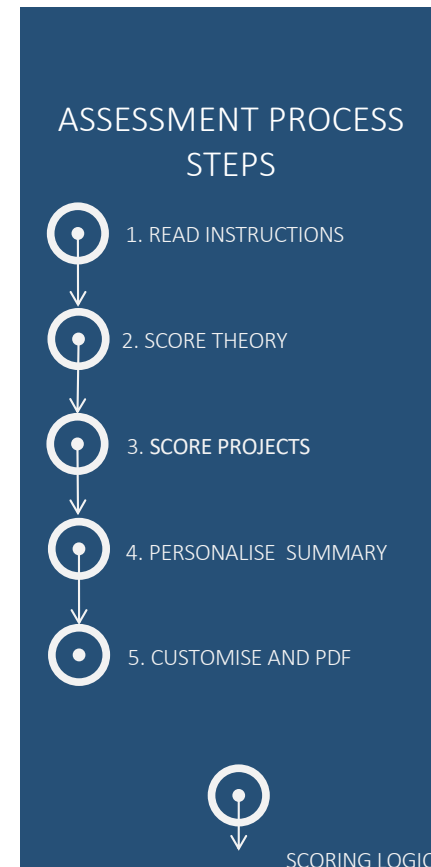 ASSESSMENT PROCESS
STEPS
1. READ INSTRUCTIONS
2. SCORE THEORY
3. SCORE PROJECTS
4. PERSONALISE SUMMARY
5. CUSTOMISE AND PDF
SCORING LOGIC